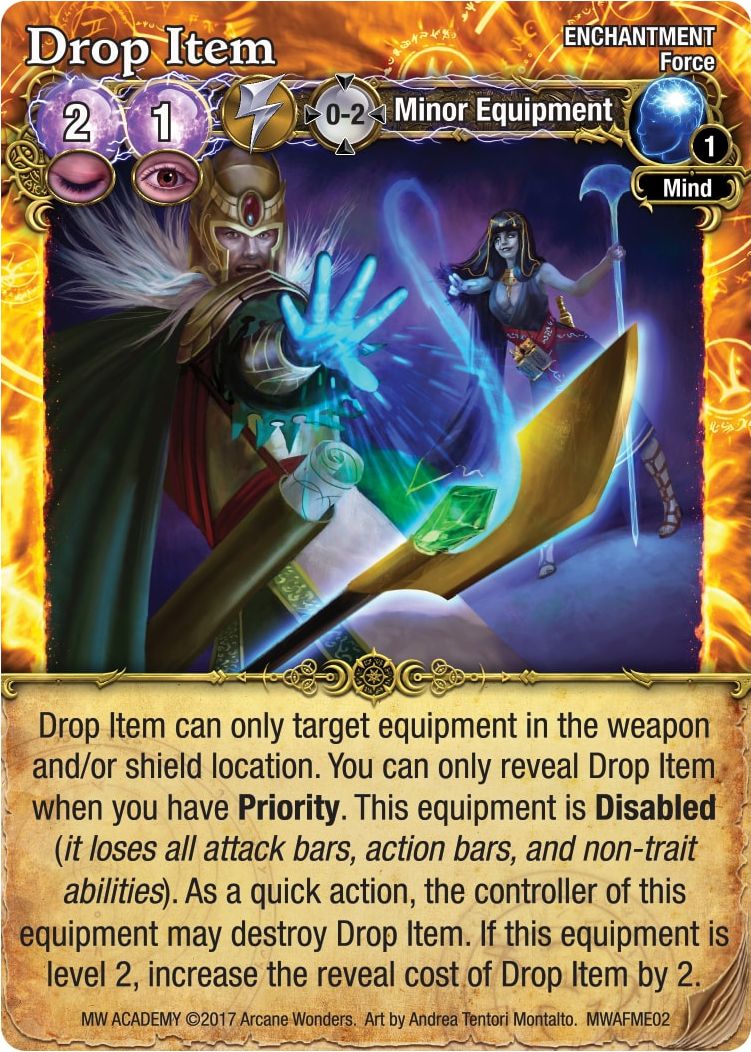 Drop Item
ENCHANTMENT
Force
2 1 0-2 Minor Equipment
1
Mind
Drop Item can only target equipment in the weapon
and/or shield location. You can only reveal Drop Item
when you have Priority. This equipment is Disabled
(it loses all attack bars, action bars, and non-trait
abilities). As a quick action, the controller of this
equipment may destroy Drop Item. If this equipment is
level 2, increase the reveal cost of Drop Item by 2.
MW ACADEMY ©2017 Arcane Wonders. Art by Andrea Tentori Montalto. MWAFME02